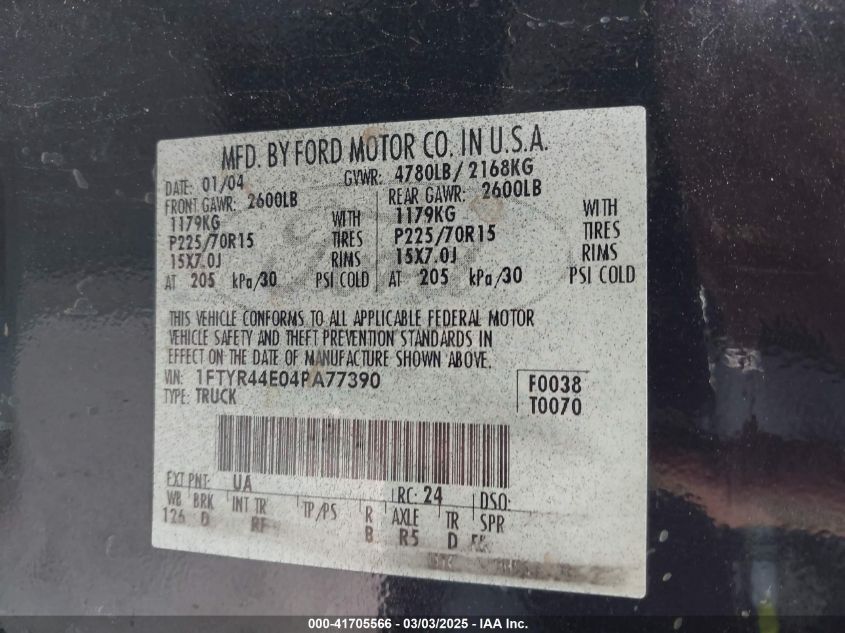 MFD. BY FORD MOTOR CO. IN U.S.A.
DATE: 01/04 GVWR: 4780LB/2168KG
FRONT GAWR: 2600LB REAR GAWR: 2600LB
1179KG WITH 1179KG WITH
P225/70R15 TIRES P225/70R15 TIRES
15X7.0J RIMS 15X7.0J RIMS
AT 205 kPa/30 PSI COLD AT 205 kPa/30 PSI COLD
THIS VEHICLE CONFORMS TO ALL APPLICABLE FEDERAL MOTOR
VEHICLE SAFETY AND THEFT PREVENTION STANDARDS IN
EFFECT ON THE DATE OF MANUFACTURE SHOWN ABOVE.
VIN: 1FTYR44E04PA77390 F0038
TYPE: TRUCK T0070
EXT PNT: UA RC: 24 DSO:
WB BRK INT TR TP/PS R AXLE TR SPR
126 D B R5 D
000-41705566 - 03/03/2025 - IAA Inc.